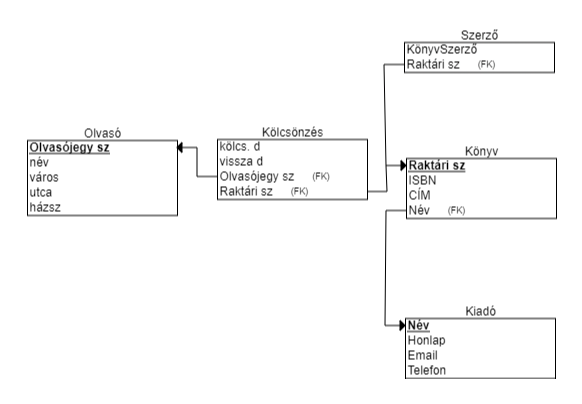 Olvasó
Olvasójegy sz
név
város
utca
házsz
Kölcsönzés
kölcs. d
vissza d
Olvasójegy sz (FK)
Raktári sz (FK)
Szerző
KönyvSzerző
Raktári sz (FK)
Könyv
Raktári sz
ISBN
CÍM
Név (FK)
Kiadó
Név
Honlap
Email
Telefon